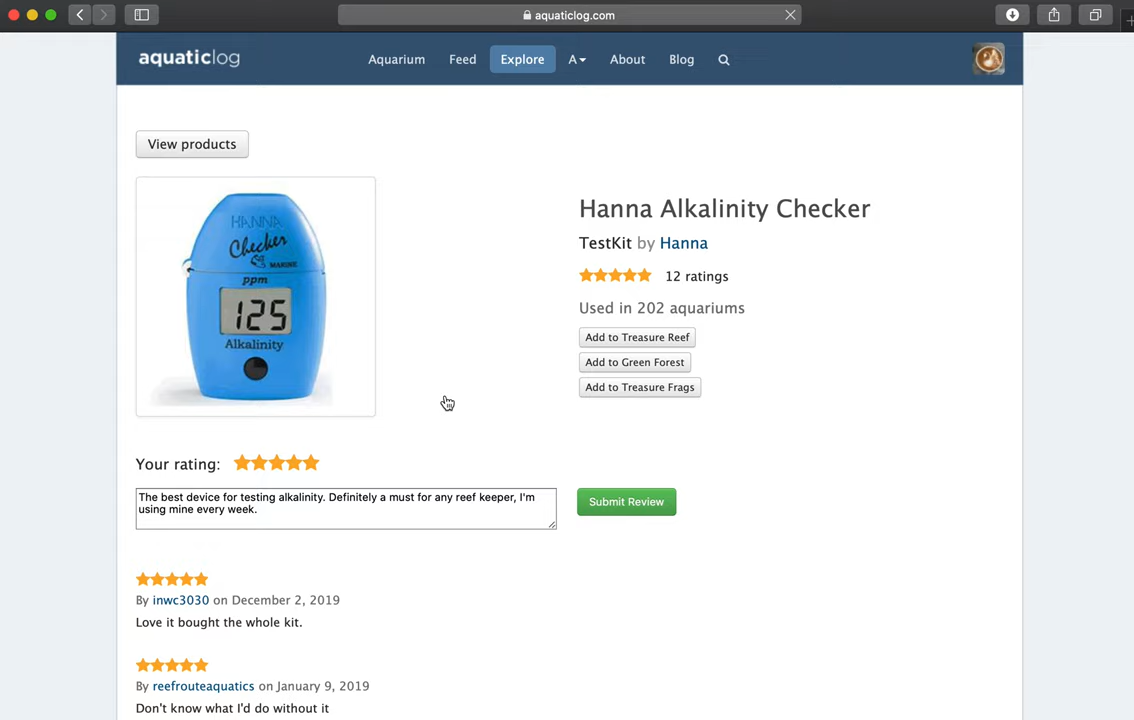 aquaticlog.com
aquaticlog
Aquarium
Feed
Explore
A
About
Blog
View products
HANNA
Checker
MARINE
ppm
125
Alkalinity
Hanna Alkalinity Checker
TestKit by Hanna
12 ratings
Used in 202 aquariums
Add to Treasure Reef
Add to Green Forest
Add to Treasure Frags
Your rating:
The best device for testing alkalinity. Definitely a must for any reef keeper, I'm
using mine every week.
Submit Review
By inwc3030 on December 2, 2019
Love it bought the whole kit.
By reefrouteaquatics on January 9, 2019
Don't know what I'd do without it